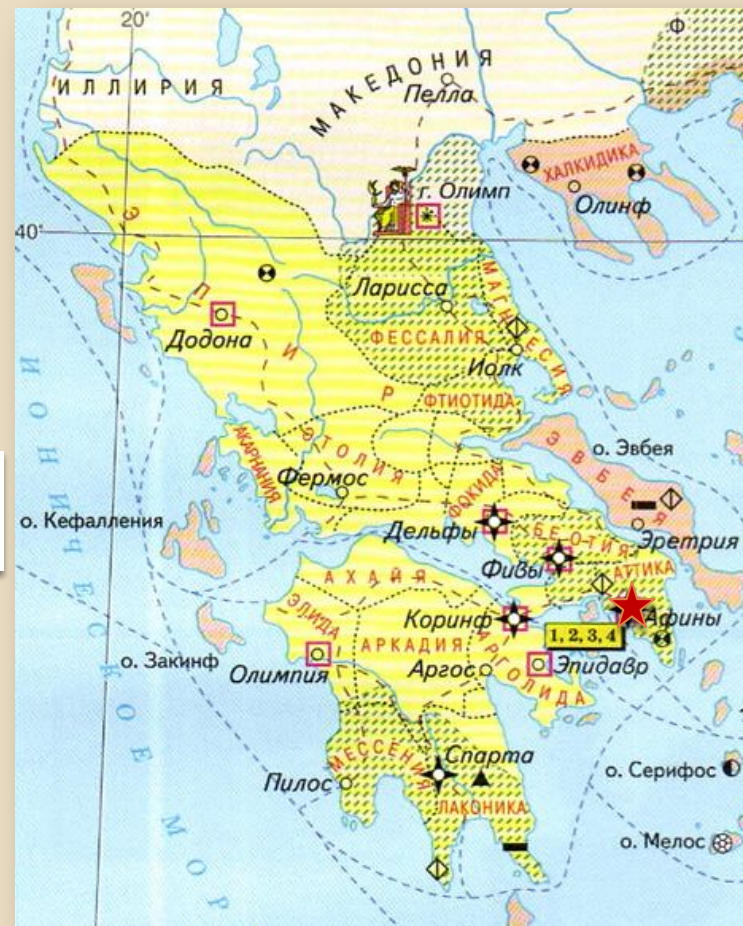 20°
ИЛЛИРИЯ
МАКЕДОНИЯ
Пелла
Ф
г. Олимп
ХАЛКИДИКА
Олинф
40°
ЭПИР
Ларисса
МАГНЕСИЯ
ФЕССАЛИЯ
Додона
Иолк
ФТИОТИДА
АКАРНАНИЯ
ЭТОЛИЯ
Фермос
ФОКИДА
о. Эвбея
ЭВБЕЯ
о. Кефалления
Дельфы
БЕОТИЯ
Эретрия
Фивы
АТТИКА
АХАЙЯ
ЭЛИДА
Коринф
Афины
1, 2, 3, 4
АРКАДИЯ
АРГОЛИДА
о. Закинф
Олимпия
Аргос
Эпидавр
МЕССЕНИЯ
Спарта
Пилос
ЛАКОНИКА
о. Серифос
о. Мелос
ИОНИЧЕСКОЕ МОР